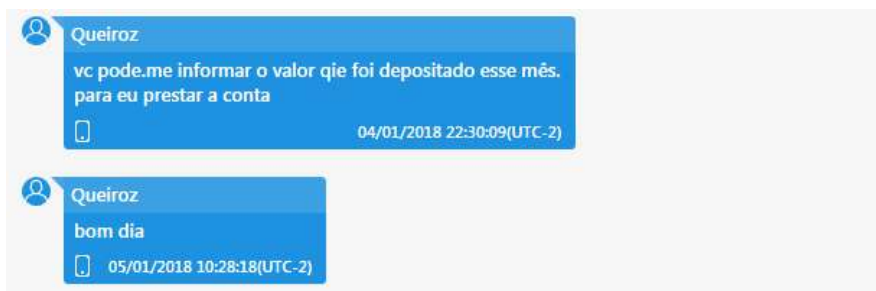 Queiroz
vc pode.me informar o valor qie foi depositado esse mês.
para eu prestar a conta
04/01/2018 22:30:09(UTC-2)
Queiroz
bom dia
05/01/2018 10:28:18(UTC-2)